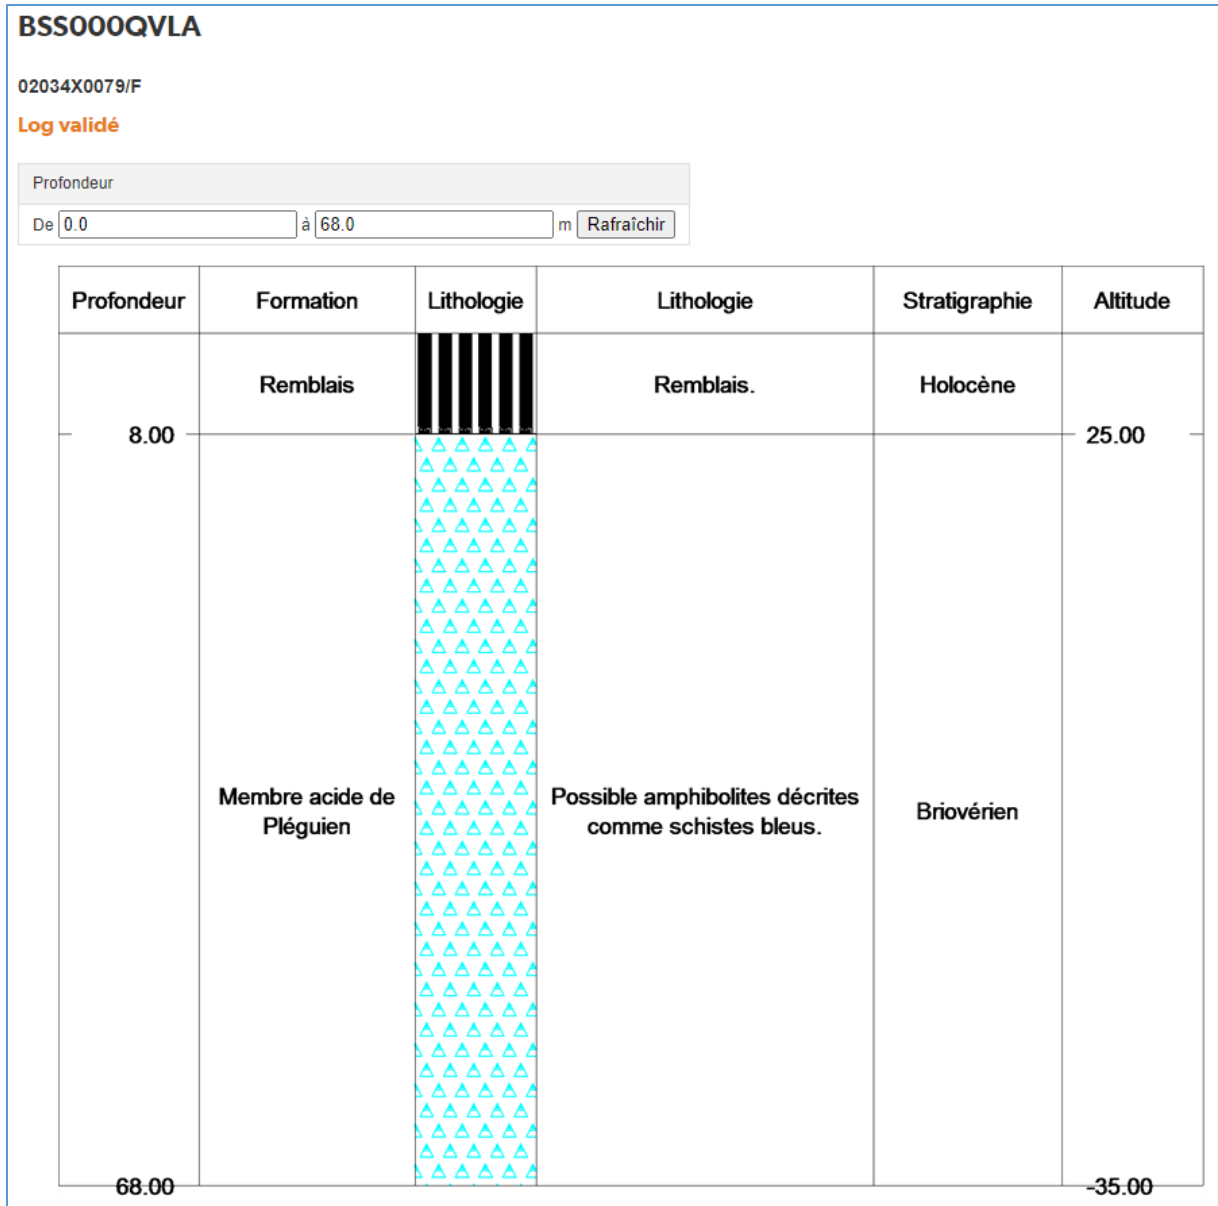 BSS000QVLA
02034X0079/F
Log validé
Profondeur
De 0.0 à 68.0 m Rafraîchir
Profondeur Formation Lithologie Lithologie Stratigraphie Altitude
Remblais Remblais. Holocène
8.00 25.00
Membre acide de Possible amphibolites décrites Briovérien
Pléguien comme schistes bleus.
68.00 -35.00